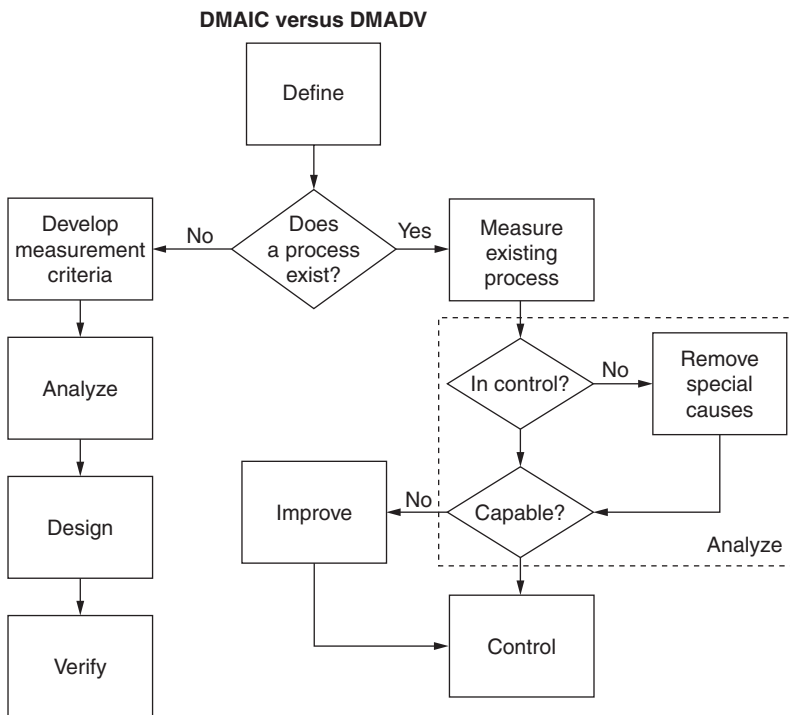 DMAIC versus DMADV
Define
Does
a process
exist?
No
Yes
Develop
measurement
criteria
Measure
existing
process
Analyze
In control?
No
Remove
special
causes
Design
Improve
No
Capable?
Analyze
Verify
Control